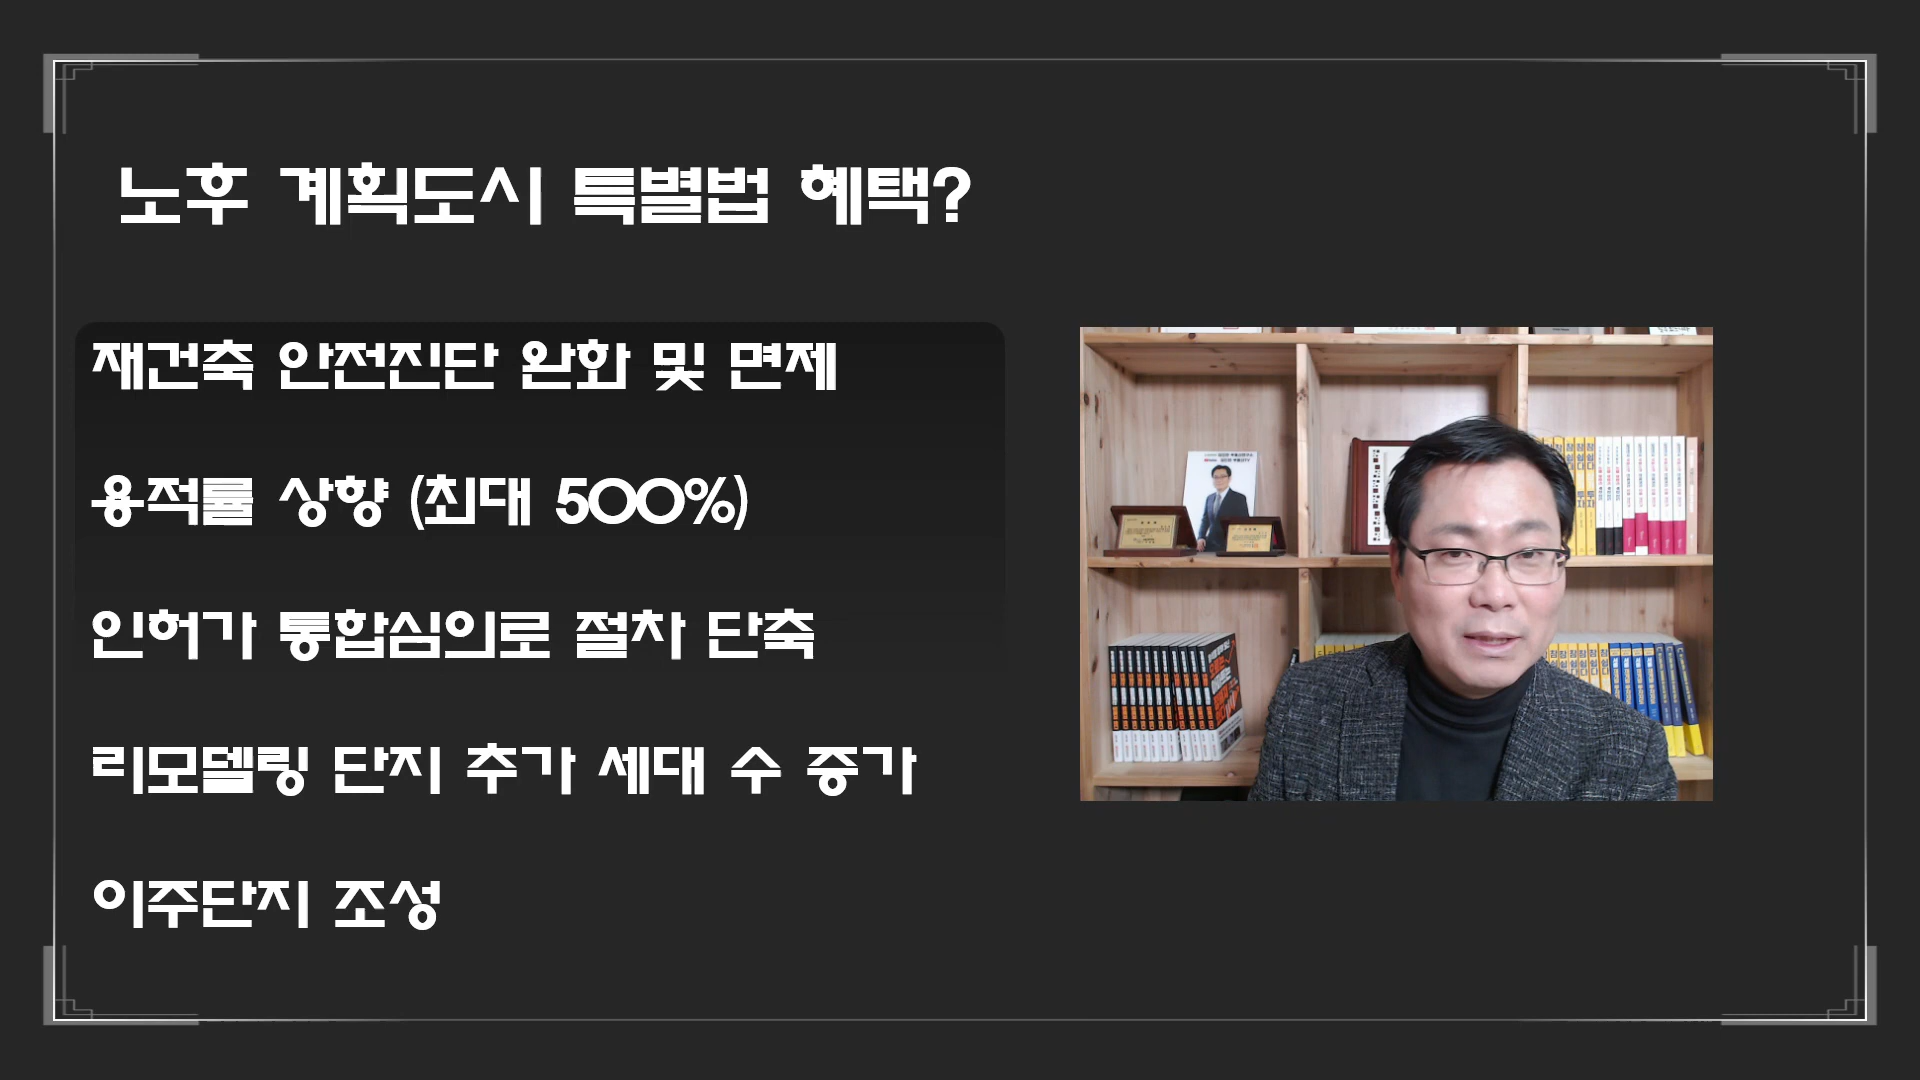 노후 계획도시 특별법 혜택?
재건축 안전진단 완화 및 면제
용적률 상향 (최대 500%)
인허가 통합심의로 절차 단축
리모델링 단지 추가 세대 수 증가
이주단지 조성